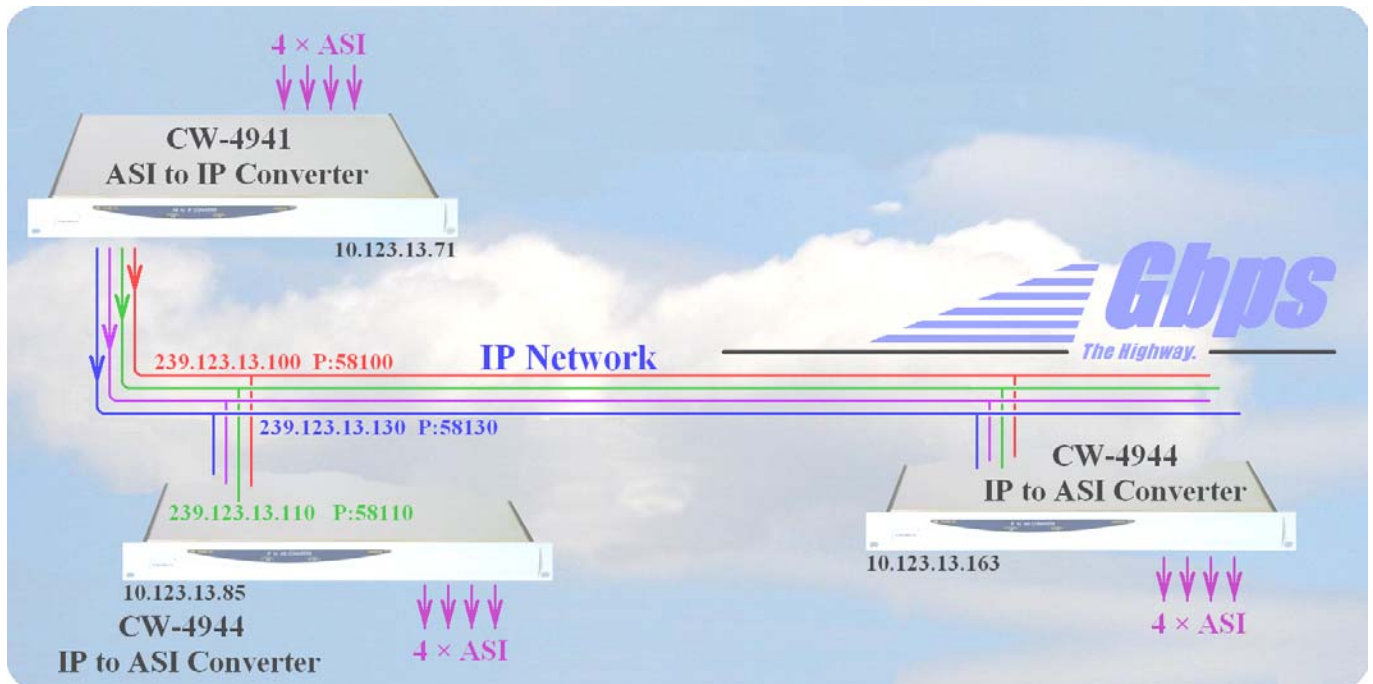 4 × ASI
CW-4941
ASI to IP Converter
10.123.13.71
Gbps
The Highway.
239.123.13.100 P:58100
IP Network
239.123.13.130 P:58130
CW-4944
IP to ASI Converter
239.123.13.110 P:58110
10.123.13.163
10.123.13.85
4 × ASI
CW-4944
IP to ASI Converter
4 × ASI